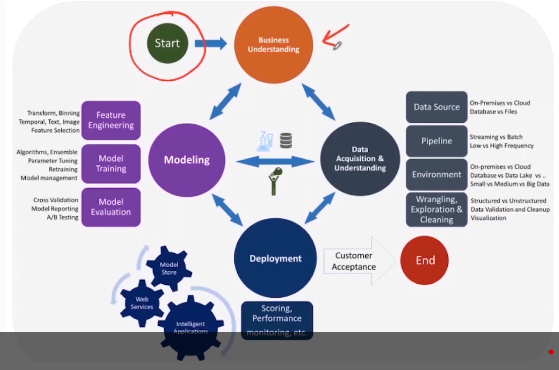 Start
Business
Understanding
Transform, Binning
Temporal, Text, Image
Feature Selection
Feature
Engineering
Algorithms, Ensemble
Parameter Tuning
Retraining
Model management
Model
Training
Cross Validation
Model Reporting
A/B Testing
Model
Evaluation
Modeling
Data
Acquisition &
Understanding
Data Source
On-Premises vs Cloud
Database vs Files
Pipeline
Streaming vs Batch
Low vs High Frequency
Environment
On-premises vs Cloud
Database vs Data Lake vs ..
Small vs Medium vs Big Data
Wrangling,
Exploration &
Cleaning
Structured vs Unstructured
Data Validation and Cleanup
Visualization
Deployment
Customer
Acceptance
End
Model
Store
Web
Services
Intelligent
Applications
Scoring,
Performance
monitoring, etc.